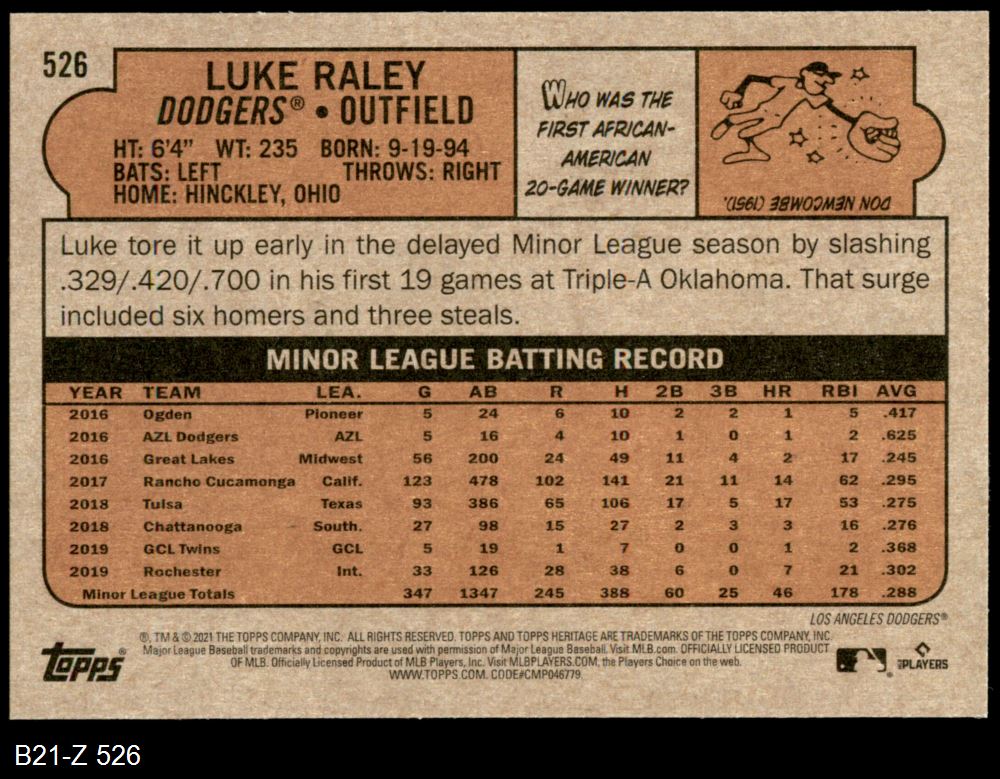 526
LUKE RALEY
DODGERS® • OUTFIELD
HT: 6'4" WT: 235 BORN: 9-19-94
BATS: LEFT THROWS: RIGHT
HOME: HINCKLEY, OHIO
WHO WAS THE
FIRST AFRICAN-
AMERICAN
20-GAME WINNER?
DON NEWCOMBE (1951).
Luke tore it up early in the delayed Minor League season by slashing
.329/.420/.700 in his first 19 games at Triple-A Oklahoma. That surge
included six homers and three steals.
MINOR LEAGUE BATTING RECORD
YEAR TEAM LEA. G AB R H 2B 3B HR RBI AVG
2016 Ogden Pioneer 5 24 6 10 2 2 1 5 .417
2016 AZL Dodgers AZL 5 16 4 10 1 0 1 2 .625
2016 Great Lakes Midwest 56 200 24 49 11 4 2 17 .245
2017 Rancho Cucamonga Calif. 123 478 102 141 21 11 14 62 .295
2018 Tulsa Texas 93 386 65 106 17 5 17 53 .275
2018 Chattanooga South. 27 98 15 27 2 3 3 16 .276
2019 GCL Twins GCL 5 19 1 7 0 0 1 2 .368
2019 Rochester Int. 33 126 28 38 6 0 7 21 .302
Minor League Totals 347 1347 245 388 60 25 46 178 .288
LOS ANGELES DODGERS®
®, TM & © 2021 THE TOPPS COMPANY, INC. ALL RIGHTS RESERVED. TOPPS AND TOPPS HERITAGE ARE TRADEMARKS OF THE TOPPS COMPANY, INC.
Major League Baseball trademarks and copyrights are used with permission of Major League Baseball. Visit MLB.com. OFFICIALLY LICENSED PRODUCT
OF MLB. Officially Licensed Product of MLB Players, Inc. Visit MLBPLAYERS.COM, the Players Choice on the web.
WWW.TOPPS.COM. CODE#CMP046779.
topps®
MLBPLAYERS
B21-Z 526